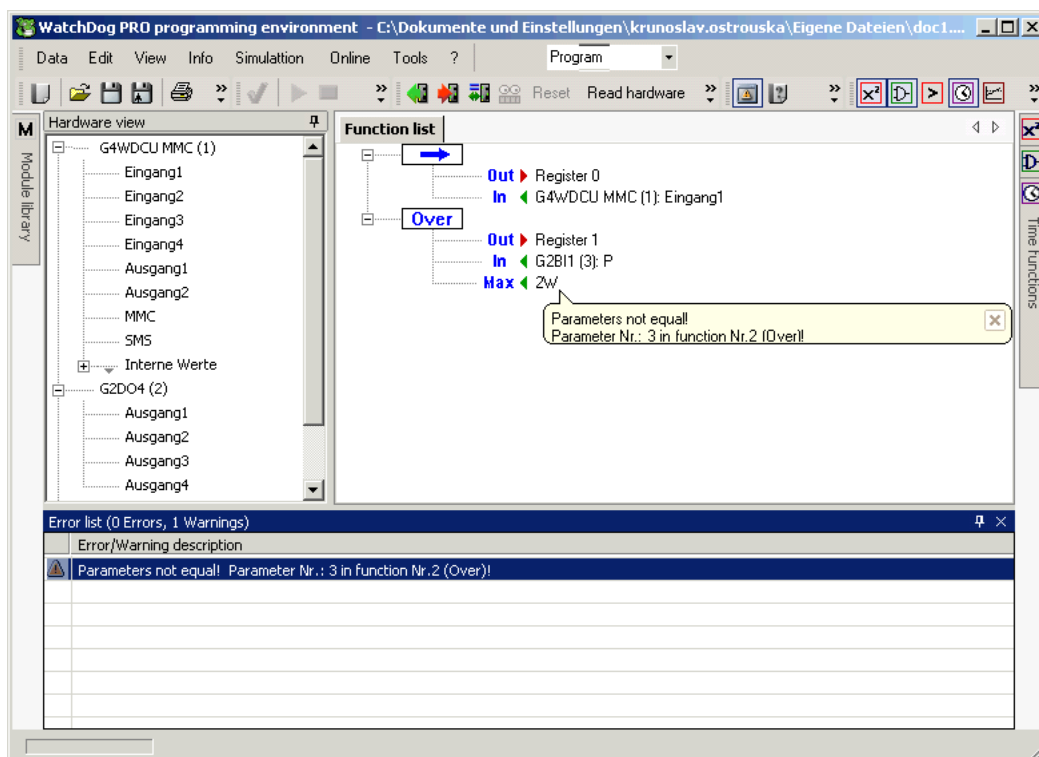 WatchDog PRO programming environment - C:\Dokumente und Einstellungen\krunoslav.ostrouska\Eigene Dateien\doc1....
Data Edit View Info Simulattion Online Tools ? Program
Reset Read hardware
M
Module library
Hardware view
G4WDCU MMC (1)
Eingang1
Eingang2
Eingang3
Eingang4
Ausgang1
Ausgang2
MMC
SMS
Interne Werte
G2DO4 (2)
Ausgang1
Ausgang2
Ausgang3
Ausgang4
Function list
Out Register 0
In G4WDCU MMC (1): Eingang1
Over
Out Register 1
In G2BI1 (3): P
Max 2W
Parameters not equal!
Parameter Nr.: 3 in function Nr.2 (Over)!
Time Functions
Error list (0 Errors, 1 Warnings)
Error/Warning description
Parameters not equal! Parameter Nr.: 3 in function Nr.2 (Over)!